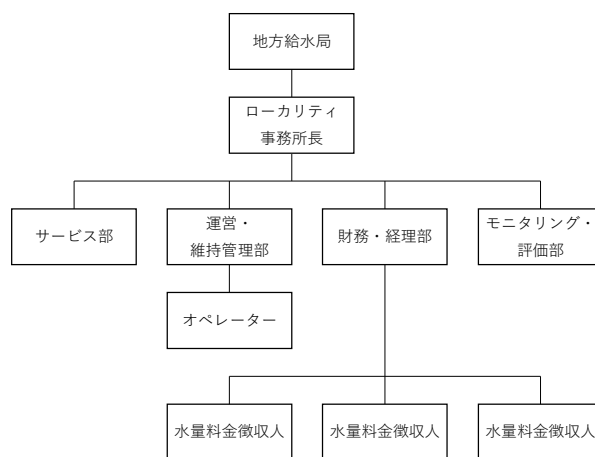 地方給水局
ローカリティ
事務所長
サービス部
運営・
維持管理部
財務・経理部
モニタリング・
評価部
オペレーター
水量料金徴収人
水量料金徴収人
水量料金徴収人